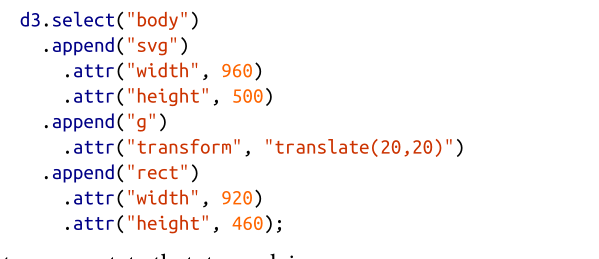 d3.select("body")
  .append("svg")
    .attr("width", 960)
    .attr("height", 500)
  .append("g")
    .attr("transform", "translate(20,20)")
  .append("rect")
    .attr("width", 920)
    .attr("height", 460);